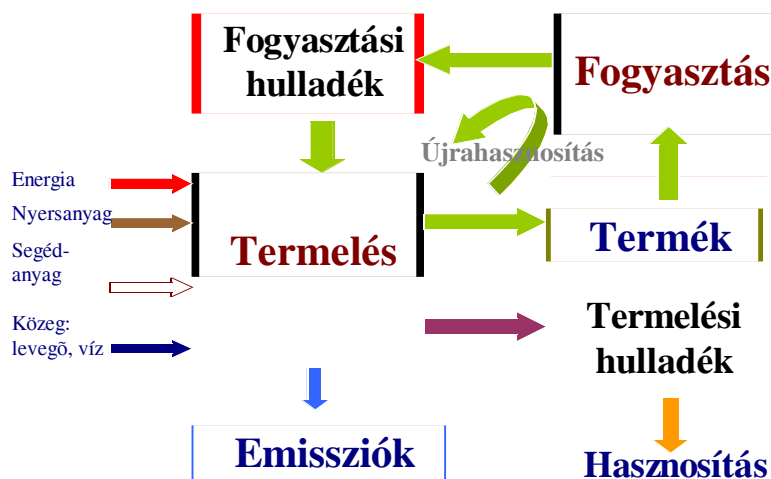 Fogyasztási
hulladék
Fogyasztás
Újrahasznosítás
Energia
Nyersanyag
Segéd-
anyag
Közeg:
levegõ, víz
Termelés
Termék
Termelési
hulladék
Emissziók
Hasznosítás